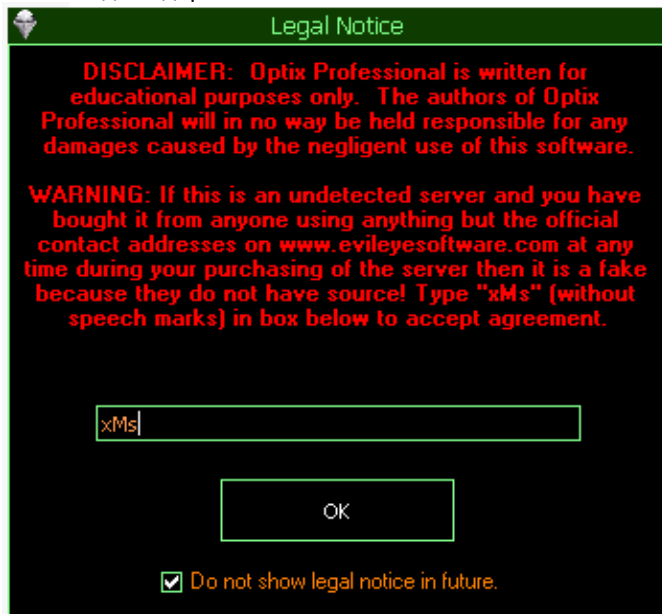 Legal Notice
DISCLAIMER: Optix Professional is written for
educational purposes only. The authors of Optix
Professional will in no way be held responsible for any
damages caused by the negligent use of this software.
WARNING: If this is an undetected server and you have
bought it from anyone using anything but the official
contact addresses on www.evileyesoftware.com at any
time during your purchasing of the server then it is a fake
because they do not have source! Type "xMs" (without
speech marks) in box below to accept agreement.
xMs
OK
Do not show legal notice in future.